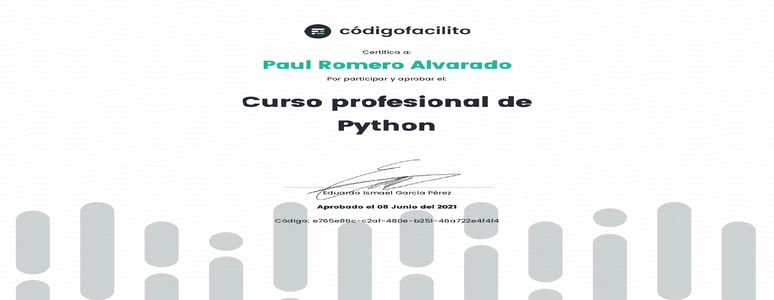 códigofacilito
Certifica a:
Paul Romero Alvarado
Por participar y aprobar el:
Curso profesional de
Python
Eduardo Ismael García Pérez
Aprobado el 08 Junio del 2021
Código: e765e86c-c2af-480e-b251-46a722e4f4f4